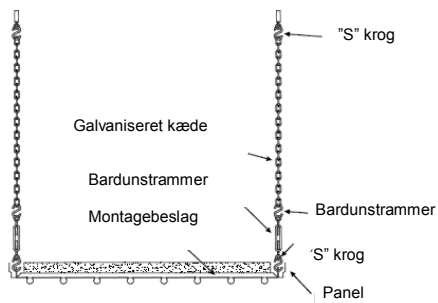 ”S” krog
Galvaniseret kæde
Bardunstrammer
Montagebeslag
Bardunstrammer
‘S” krog
Panel